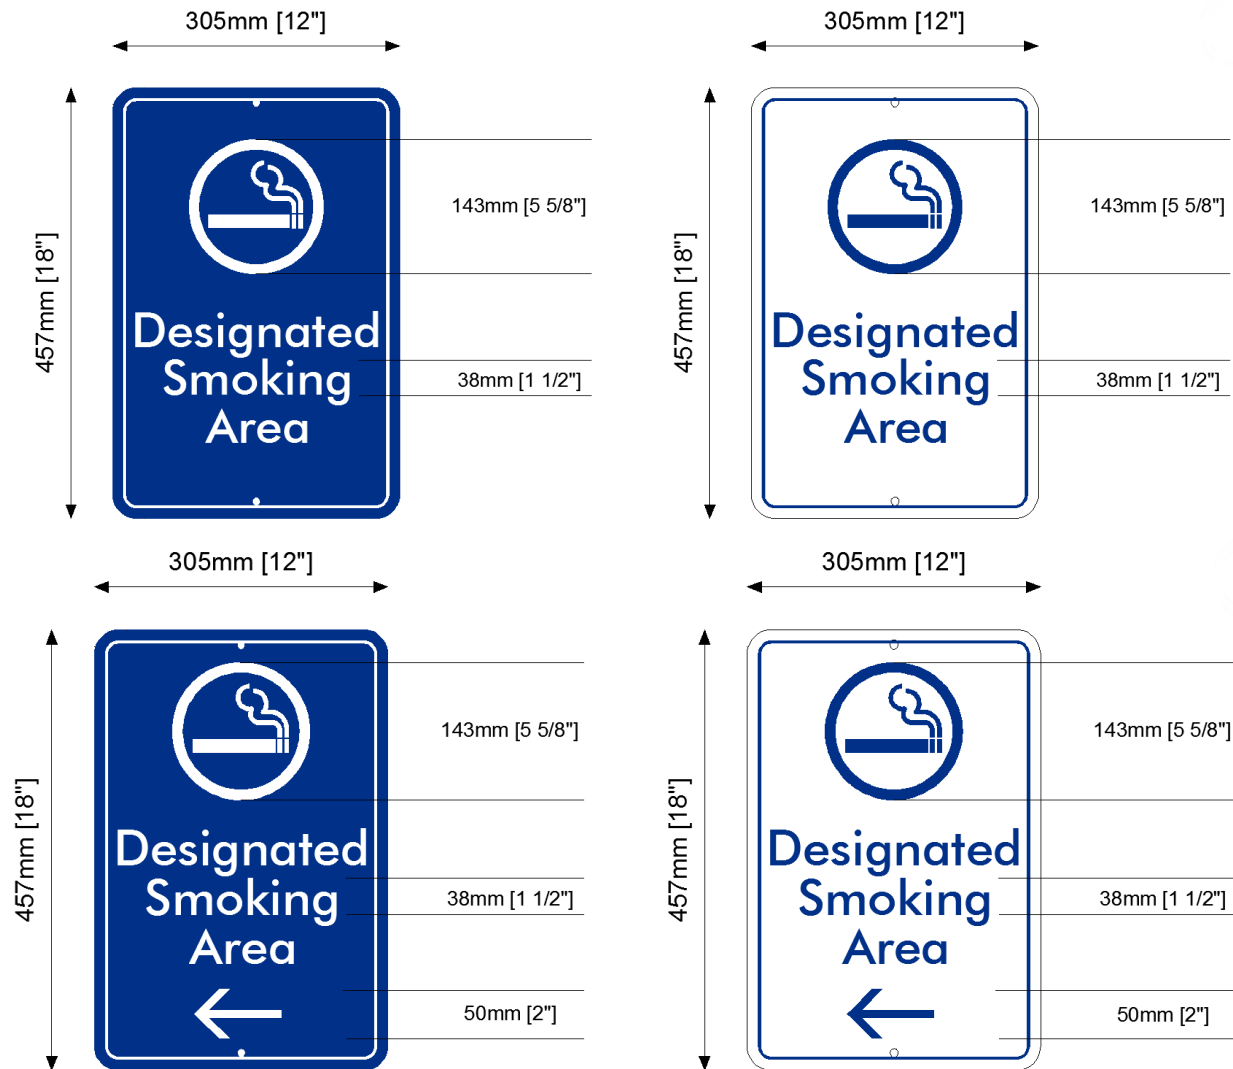 305mm [12"]
457mm [18"]
143mm [5 5/8"]
Designated
Smoking
Area
38mm [1 1/2"]
305mm [12"]
457mm [18"]
143mm [5 5/8"]
Designated
Smoking
Area
38mm [1 1/2"]
305mm [12"]
457mm [18"]
143mm [5 5/8"]
Designated
Smoking
Area
38mm [1 1/2"]
50mm [2"]
305mm [12"]
457mm [18"]
143mm [5 5/8"]
Designated
Smoking
Area
38mm [1 1/2"]
50mm [2"]